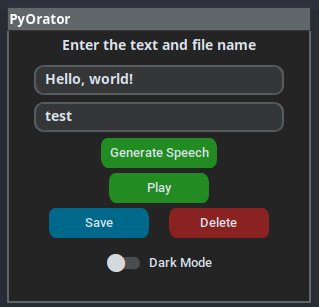 PyOrator
Enter the text and file name
Hello, world!
test
Generate Speech
Play
Save Delete
Dark Mode